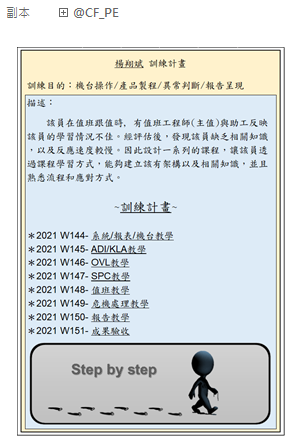 副本 @CF_PE
楊翔斌 訓練計畫
訓練目的：機台操作/產品製程/異常判斷/報告呈現
描述：
該員在值班跟值時，有值班工程師(主值)與助工反映
該員的學習情況不佳。經評估後，發現該員缺乏相關知識
，以及反應速度較慢。因此設計一系列的課程，讓該員透
過課程學習方式，能夠建立該有架構以及相關知識，並且
熟悉流程和應對方式。
~訓練計畫~
＊2021 W144- 系統/報表/機台教學
＊2021 W145- ADI/KLA教學
＊2021 W146- OVL教學
＊2021 W147- SPC教學
＊2021 W148- 值班教學
＊2021 W149- 危機處理教學
＊2021 W150- 報告教學
＊2021 W151- 成果驗收
Step by step